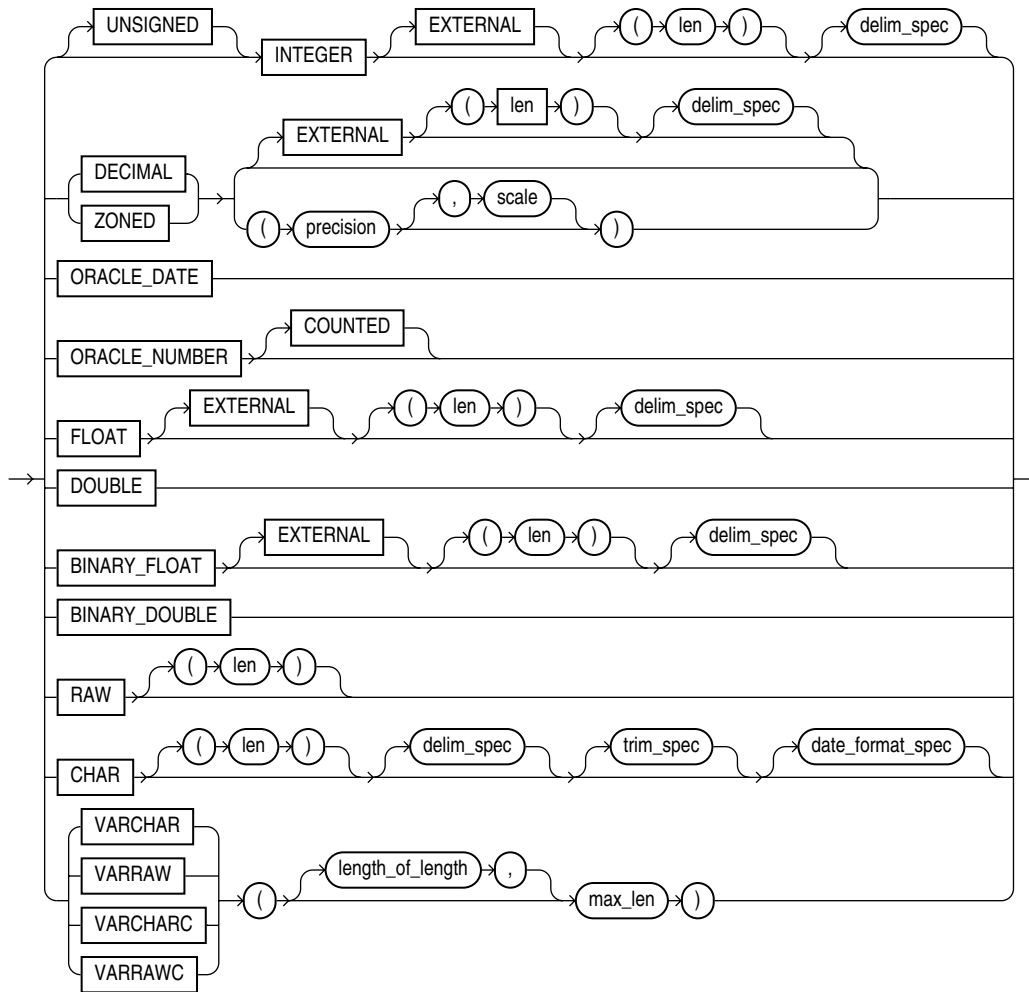 UNSIGNED EXTERNAL ( len ) delim_spec
INTEGER
( len ) delim_spec
EXTERNAL
DECIMAL
, scale
ZONED
( precision )
ORACLE_DATE
COUNTED
ORACLE_NUMBER
EXTERNAL ( len ) delim_spec
FLOAT
DOUBLE
EXTERNAL ( len ) delim_spec
BINARY_FLOAT
BINARY_DOUBLE
( len )
RAW
( len ) delim_spec trim_spec date_format_spec
CHAR
VARCHAR
length_of_length ,
VARRAW
( max_len )
VARCHARC
VARRAWC